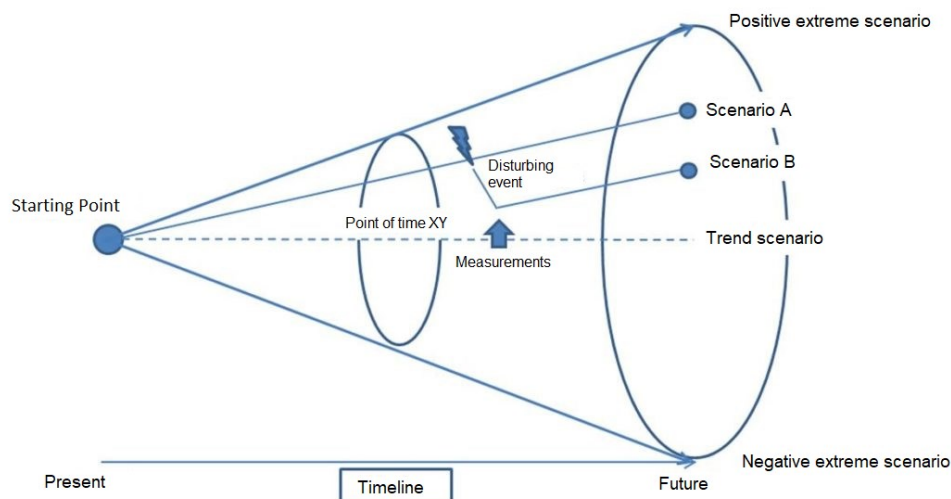 Positive extreme scenario
Scenario A
Disturbing
event
Scenario B
Starting Point
Point of time XY
Trend scenario
Measurements
Negative extreme scenario
Present
Timeline
Future